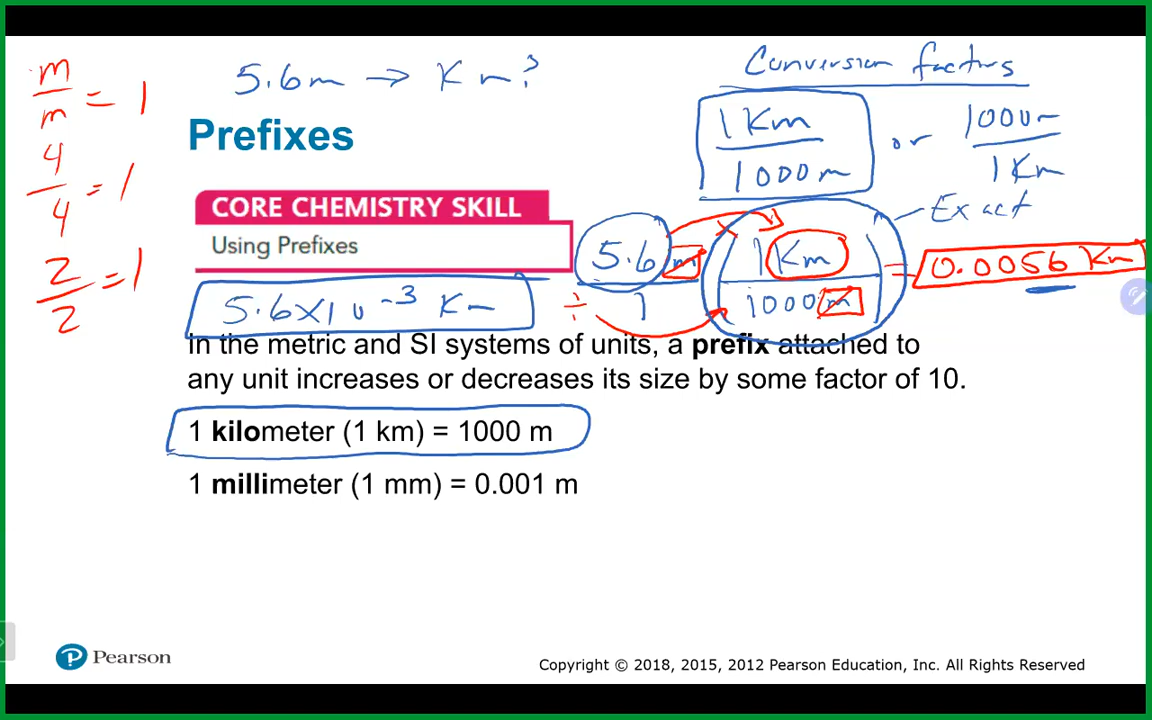 m/m = 1
5.6m → Km?
Conversion factors
1Km/1000m or 1000m/1Km
4/4 = 1
Prefixes
Exact
CORE CHEMISTRY SKILL
Using Prefixes
2/2 = 1
5.6m/1 × (1Km/1000m) = 0.0056 Km
÷
5.6x10⁻³ Km
In the metric and SI systems of units, a prefix attached to
any unit increases or decreases its size by some factor of 10.
1 kilometer (1 km) = 1000 m
1 millimeter (1 mm) = 0.001 m
P Pearson
Copyright © 2018, 2015, 2012 Pearson Education, Inc. All Rights Reserved